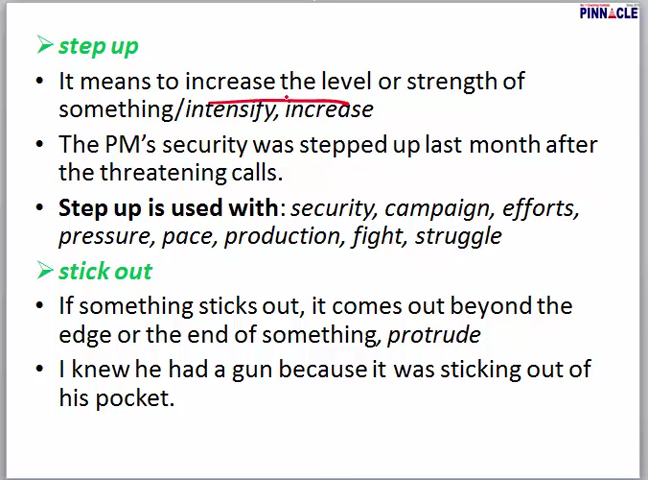 PINNACLE
step up
• It means to increase the level or strength of
something/intensify, increase
• The PM’s security was stepped up last month after
the threatening calls.
• Step up is used with: security, campaign, efforts,
pressure, pace, production, fight, struggle
stick out
• If something sticks out, it comes out beyond the
edge or the end of something, protrude
• I knew he had a gun because it was sticking out of
his pocket.